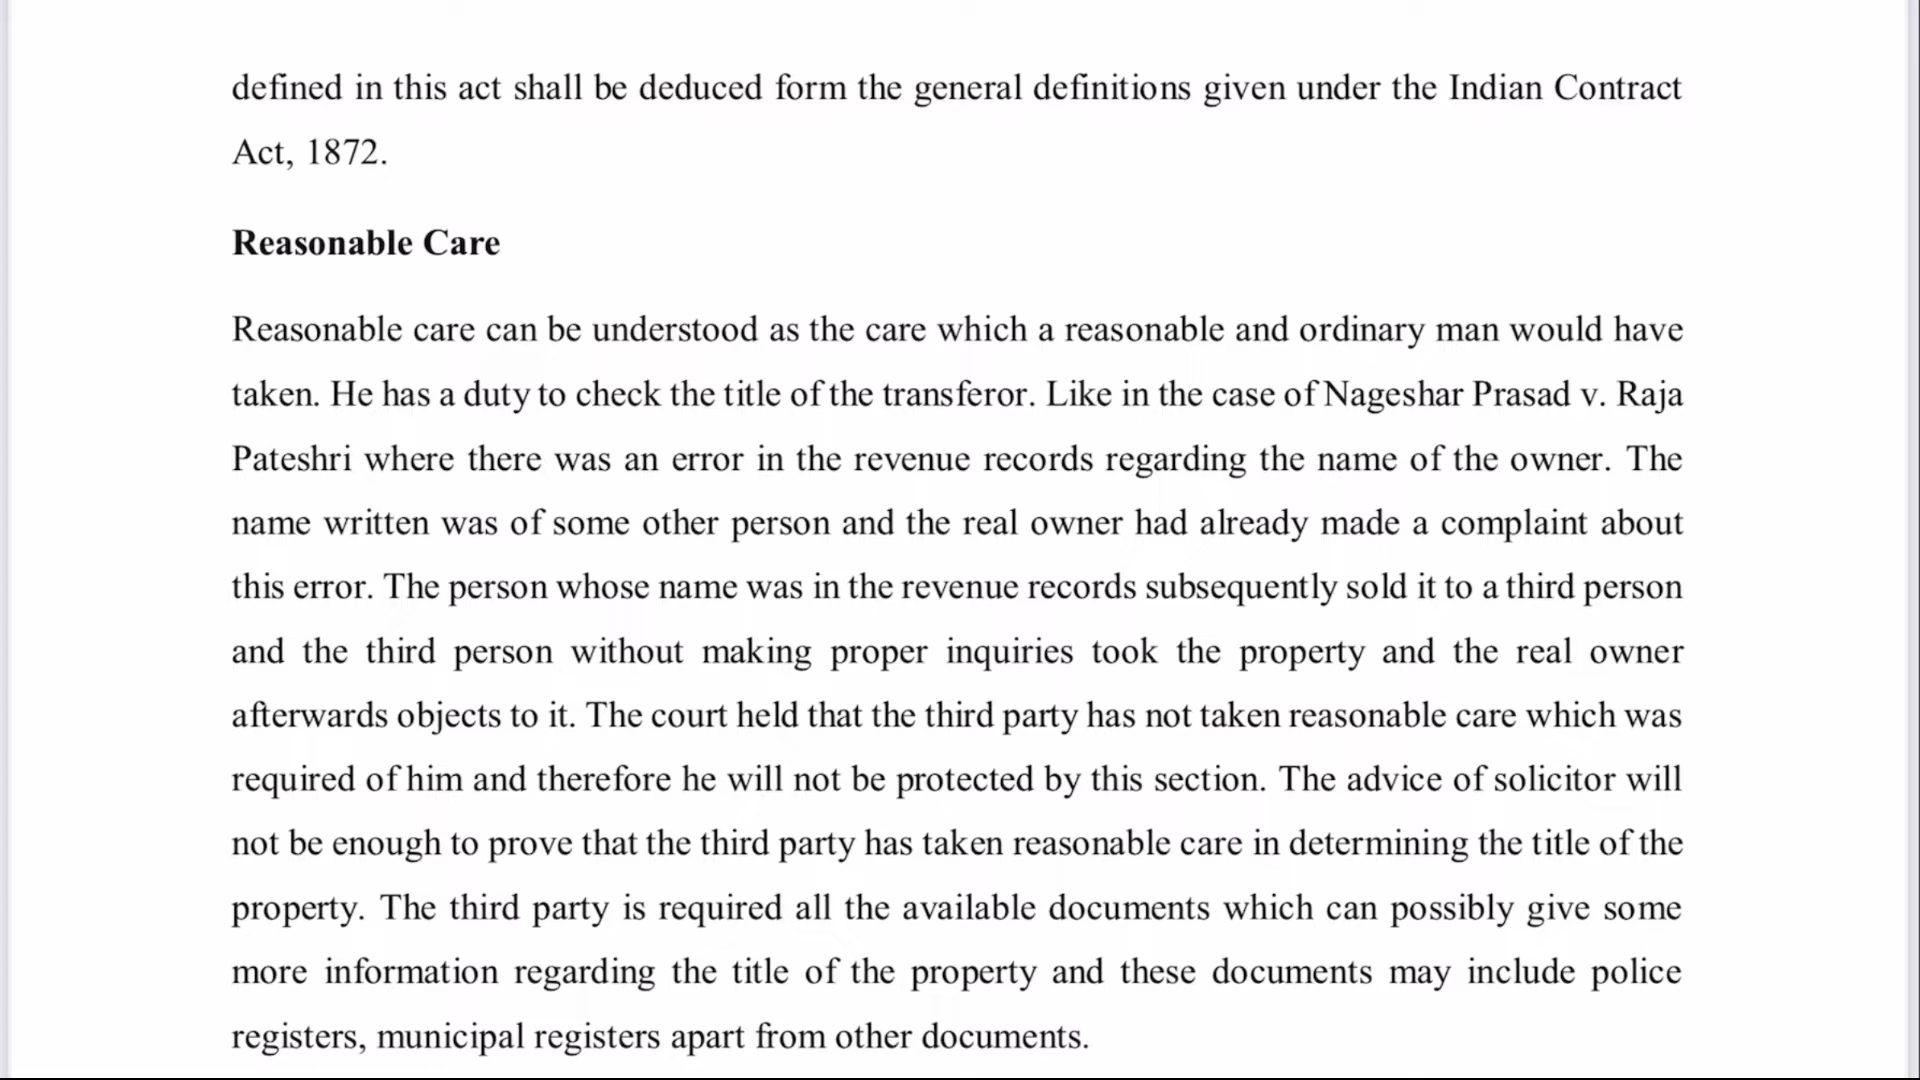 defined in this act shall be deduced form the general definitions given under the Indian Contract
Act, 1872.
Reasonable Care
Reasonable care can be understood as the care which a reasonable and ordinary man would have
taken. He has a duty to check the title of the transferor. Like in the case of Nageshar Prasad v. Raja
Pateshri where there was an error in the revenue records regarding the name of the owner. The
name written was of some other person and the real owner had already made a complaint about
this error. The person whose name was in the revenue records subsequently sold it to a third person
and the third person without making proper inquiries took the property and the real owner
afterwards objects to it. The court held that the third party has not taken reasonable care which was
required of him and therefore he will not be protected by this section. The advice of solicitor will
not be enough to prove that the third party has taken reasonable care in determining the title of the
property. The third party is required all the available documents which can possibly give some
more information regarding the title of the property and these documents may include police
registers, municipal registers apart from other documents.